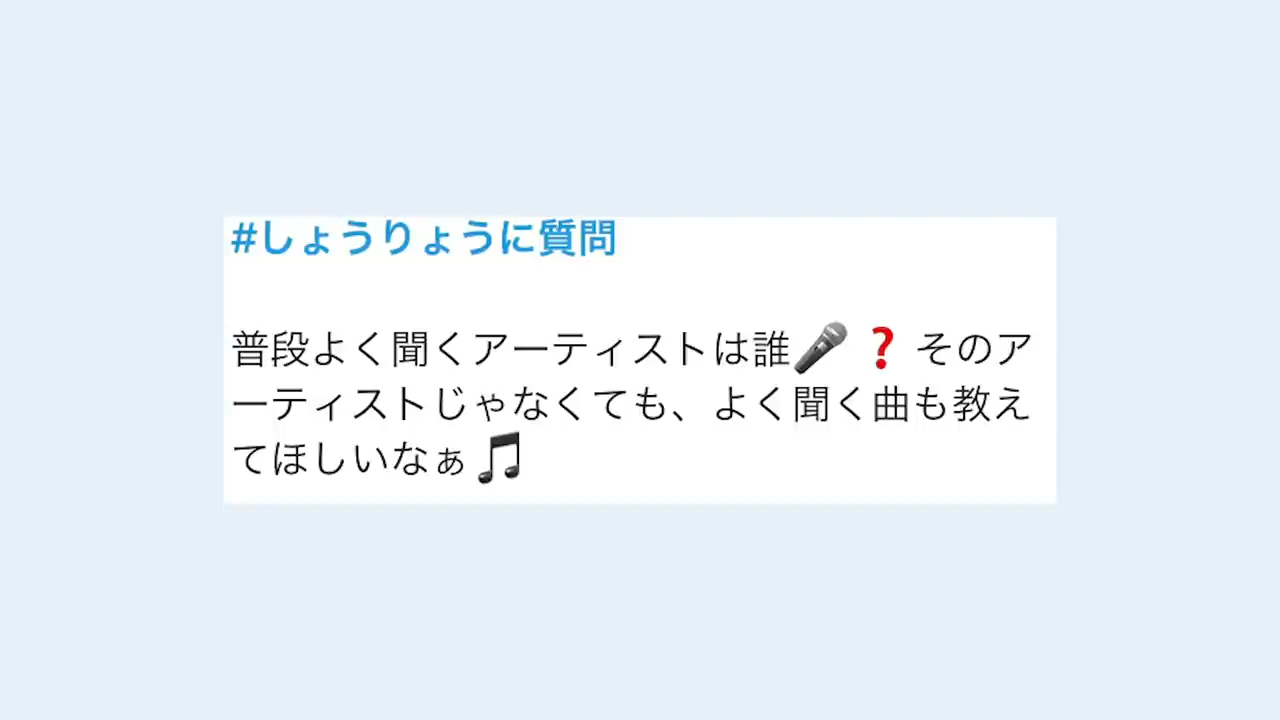 #しょうりょうに質問
普段よく聞くアーティストは誰🎤❓そのア
ーティストじゃなくても、よく聞く曲も教え
てほしいなぁ🎵